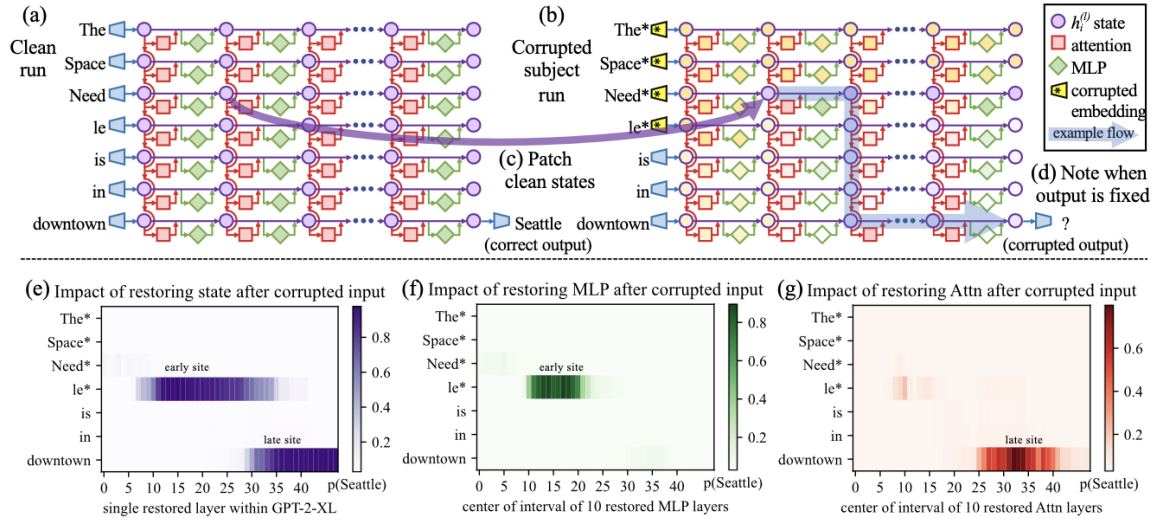 (a)
Clean
run
The
Space
Need
le
is
in
downtown
Seattle
(correct output)
(b)
Corrupted
subject
run
The*
Space*
Need*
le*
is
in
downtown
* * * *
(c) Patch
clean states
(d) Note when
output is fixed
?
(corrupted output)
h_i^(l) state
attention
MLP
* corrupted
embedding
example flow
(e) Impact of restoring state after corrupted input
The*
Space*
Need*
le*
is
in
downtown
early site
late site
0 5 10 15 20 25 30 35 40 p(Seattle)
0.8
0.6
0.4
0.2
single restored layer within GPT-2-XL
(f) Impact of restoring MLP after corrupted input
The*
Space*
Need*
le*
is
in
downtown
early site
0 5 10 15 20 25 30 35 40 p(Seattle)
0.8
0.6
0.4
0.2
center of interval of 10 restored MLP layers
(g) Impact of restoring Attn after corrupted input
The*
Space*
Need*
le*
is
in
downtown
late site
0 5 10 15 20 25 30 35 40 p(Seattle)
0.6
0.4
0.2
center of interval of 10 restored Attn layers